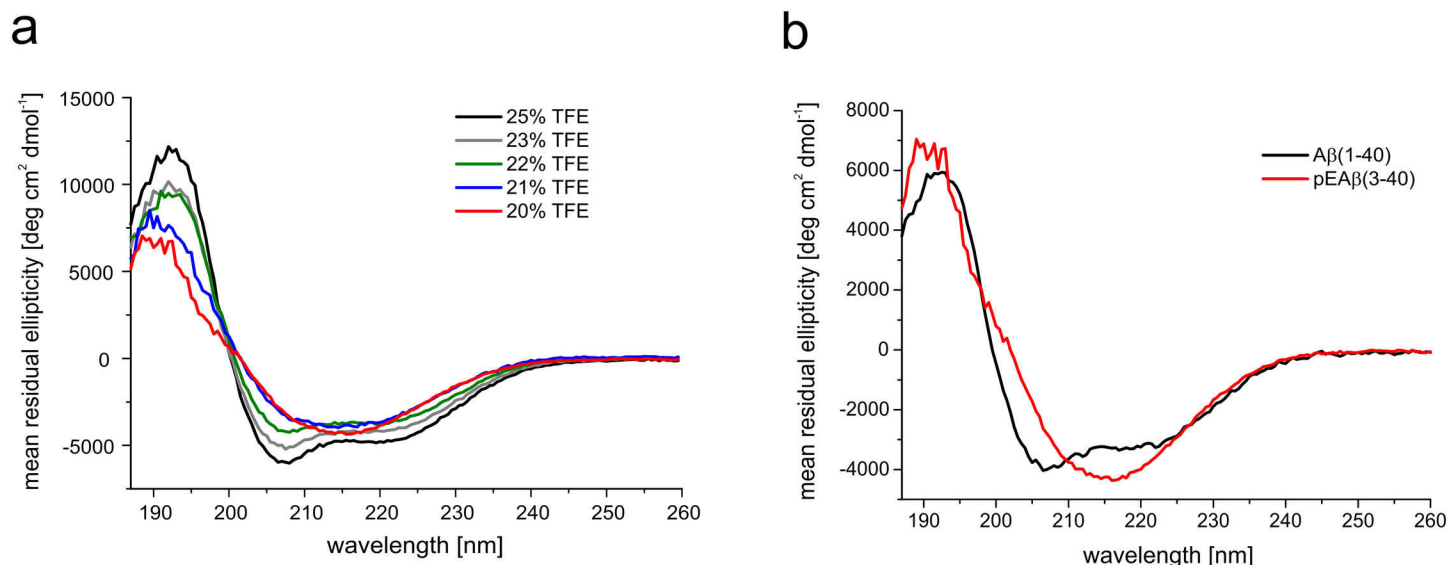 a
mean residual ellipticity [deg cm² dmol⁻¹]
15000
10000
5000
0
-5000
190 200 210 220 230 240 250 260
wavelength [nm]
25% TFE
23% TFE
22% TFE
21% TFE
20% TFE
b
mean residual ellipticity [deg cm² dmol⁻¹]
8000
6000
4000
2000
0
-2000
-4000
190 200 210 220 230 240 250 260
wavelength [nm]
Aβ(1-40)
pEAβ(3-40)